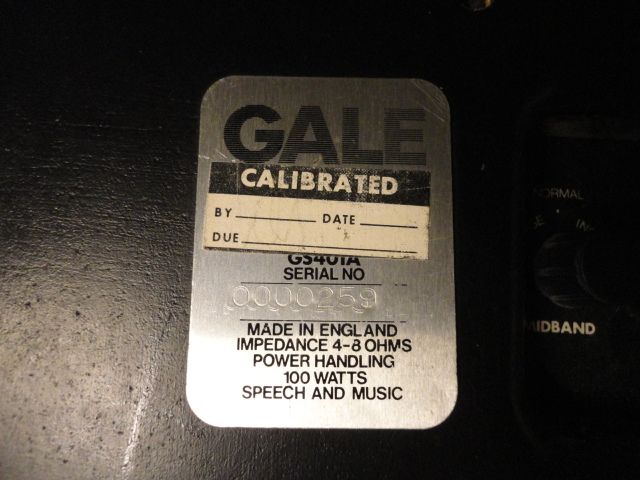 GALE
CALIBRATED
BY DATE
DUE
GS401A
SERIAL NO
0000259
MADE IN ENGLAND
IMPEDANCE 4-8 OHMS
POWER HANDLING
100 WATTS
SPEECH AND MUSIC
NORMAL
MIDBAND